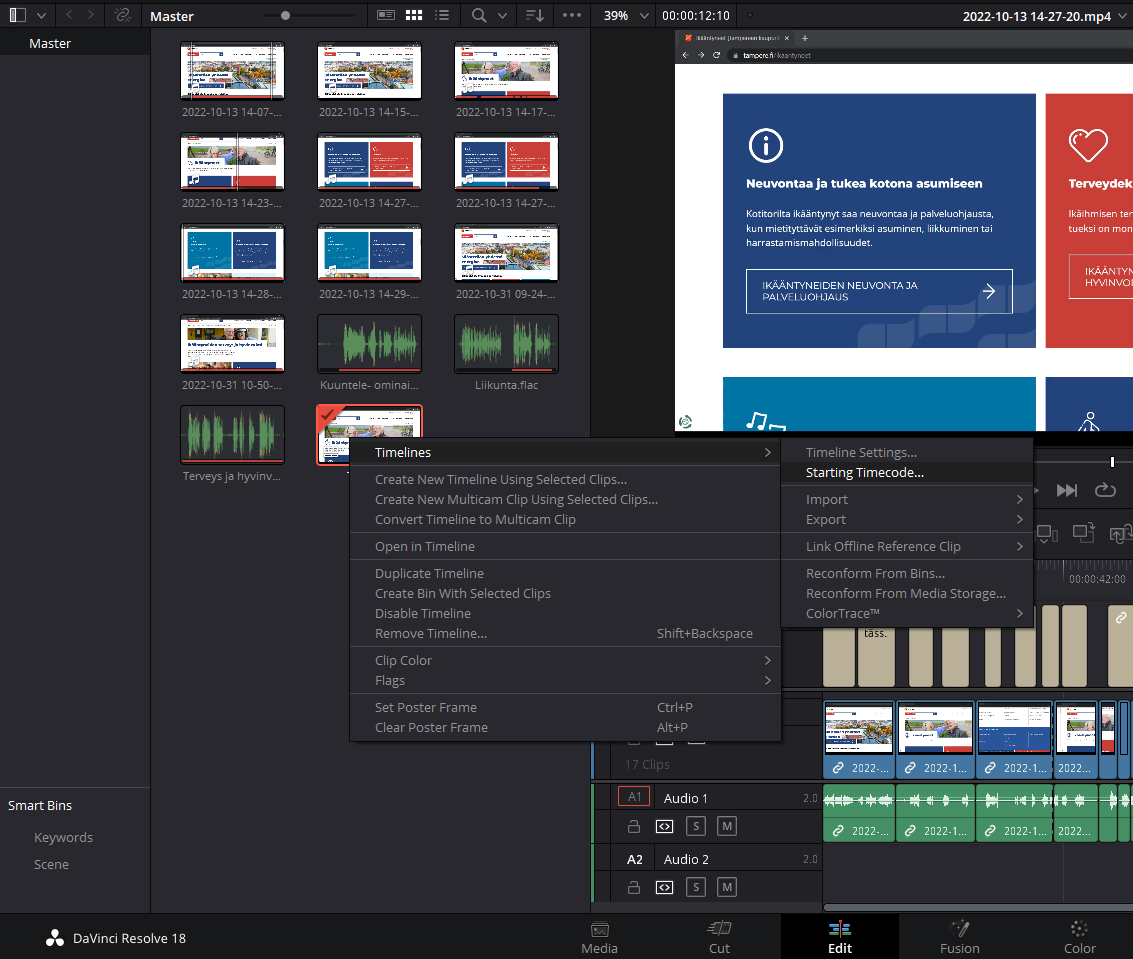 Master
39%
00:00:12:10
2022-10-13 14-27-20.mp4
Master
2022-10-13 14-07-...
2022-10-13 14-15-...
2022-10-13 14-17-...
2022-10-13 14-23-...
2022-10-13 14-27-...
2022-10-13 14-27-...
2022-10-13 14-28-...
2022-10-13 14-29-...
2022-10-31 09-24-...
2022-10-31 10-50-...
Kuuntele- ominai...
Liikunta.flac
Terveys ja hyvinv...
Ikääntyneet (Tampereen kaupun
tampere.fi/ikaantyneet
Neuvontaa ja tukea kotona asumiseen
Kotitorilta ikääntynyt saa neuvontaa ja palveluohjausta,
kun mietityttävät esimerkiksi asuminen, liikkuminen tai
harrastamismahdollisuudet.
IKÄÄNTYNEIDEN NEUVONTA JA
PALVELUOHJAUS
Terveydek
Ikäihmisen ter
tueksi on mon
IKÄÄNTYN
HYVINVOI
Timelines
Create New Timeline Using Selected Clips...
Create New Multicam Clip Using Selected Clips...
Convert Timeline to Multicam Clip
Open in Timeline
Duplicate Timeline
Create Bin With Selected Clips
Disable Timeline
Remove Timeline... Shift+Backspace
Clip Color
Flags
Set Poster Frame Ctrl+P
Clear Poster Frame Alt+P
Timeline Settings...
Starting Timecode...
Import
Export
Link Offline Reference Clip
Reconform From Bins...
Reconform From Media Storage...
ColorTrace™
00:00:42:00
täss.
17 Clips
2022-... 2022-1... 2022-1... 2022...
A1 Audio 1 2.0
S M
2022-... 2022-1... 2022-1... 2022...
A2 Audio 2 2.0
S M
Smart Bins
Keywords
Scene
DaVinci Resolve 18
Media
Cut
Edit
Fusion
Color